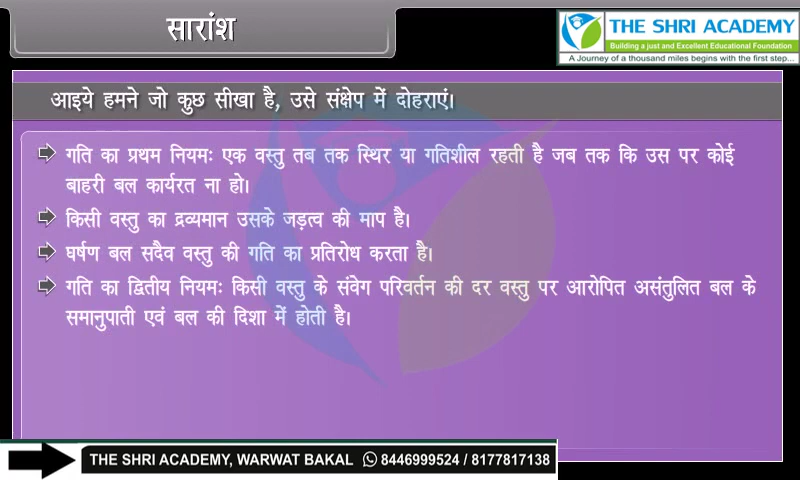 सारांश
THE SHRI ACADEMY
Building a just and Excellent Educational Foundation
A Journey of a thousand miles begins with the first step...
आइये हमने जो कुछ सीखा है, उसे संक्षेप में दोहराएं।
गति का प्रथम नियमः एक वस्तु तब तक स्थिर या गतिशील रहती है जब तक कि उस पर कोई
बाहरी बल कार्यरत ना हो।
किसी वस्तु का द्रव्यमान उसके जड़त्व की माप है।
घर्षण बल सदैव वस्तु की गति का प्रतिरोध करता है।
गति का द्वितीय नियमः किसी वस्तु के संवेग परिवर्तन की दर वस्तु पर आरोपित असंतुलित बल के
समानुपाती एवं बल की दिशा में होती है।
THE SHRI ACADEMY, WARWAT BAKAL 8446999524 / 8177817138